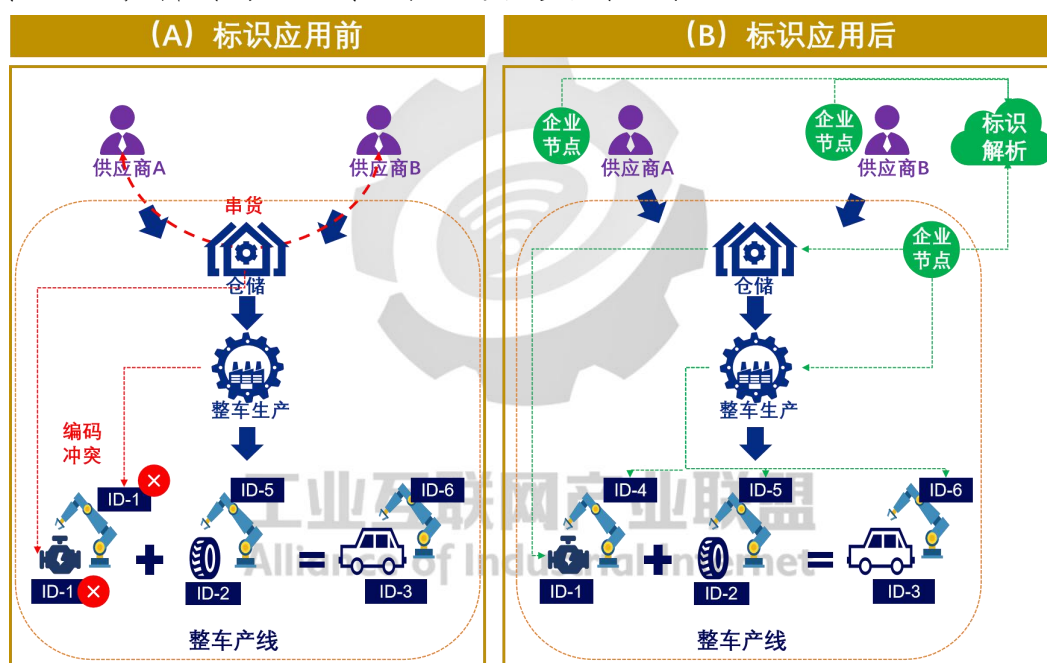 （A）标识应用前
供应商A
供应商B
串货
仓储
整车生产
编码
冲突
ID-1
ID-5
ID-6
ID-1
ID-2
ID-3
整车产线
（B）标识应用后
企业
节点
供应商A
企业
节点
供应商B
标识
解析
企业
节点
仓储
整车生产
ID-4
ID-5
ID-6
ID-1
ID-2
ID-3
整车产线
工业互联网产业联盟
Alliance of Industrial Internet